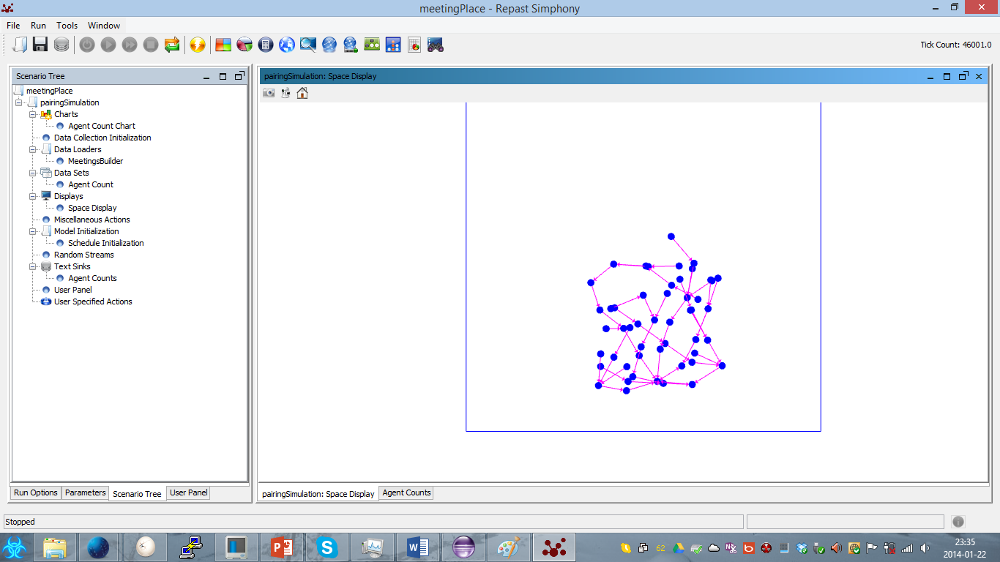 meetingPlace - Repast Simphony
File Run Tools Window
Tick Count: 46001.0
Scenario Tree
meetingPlace
pairingSimulation
Charts
Agent Count Chart
Data Collection Initialization
Data Loaders
MeetingsBuilder
Data Sets
Agent Count
Displays
Space Display
Miscellaneous Actions
Model Initialization
Schedule Initialization
Random Streams
Text Sinks
Agent Counts
User Panel
User Specified Actions
Run Options Parameters Scenario Tree User Panel
pairingSimulation: Space Display
pairingSimulation: Space Display Agent Counts
Stopped
62
23:35
2014-01-22